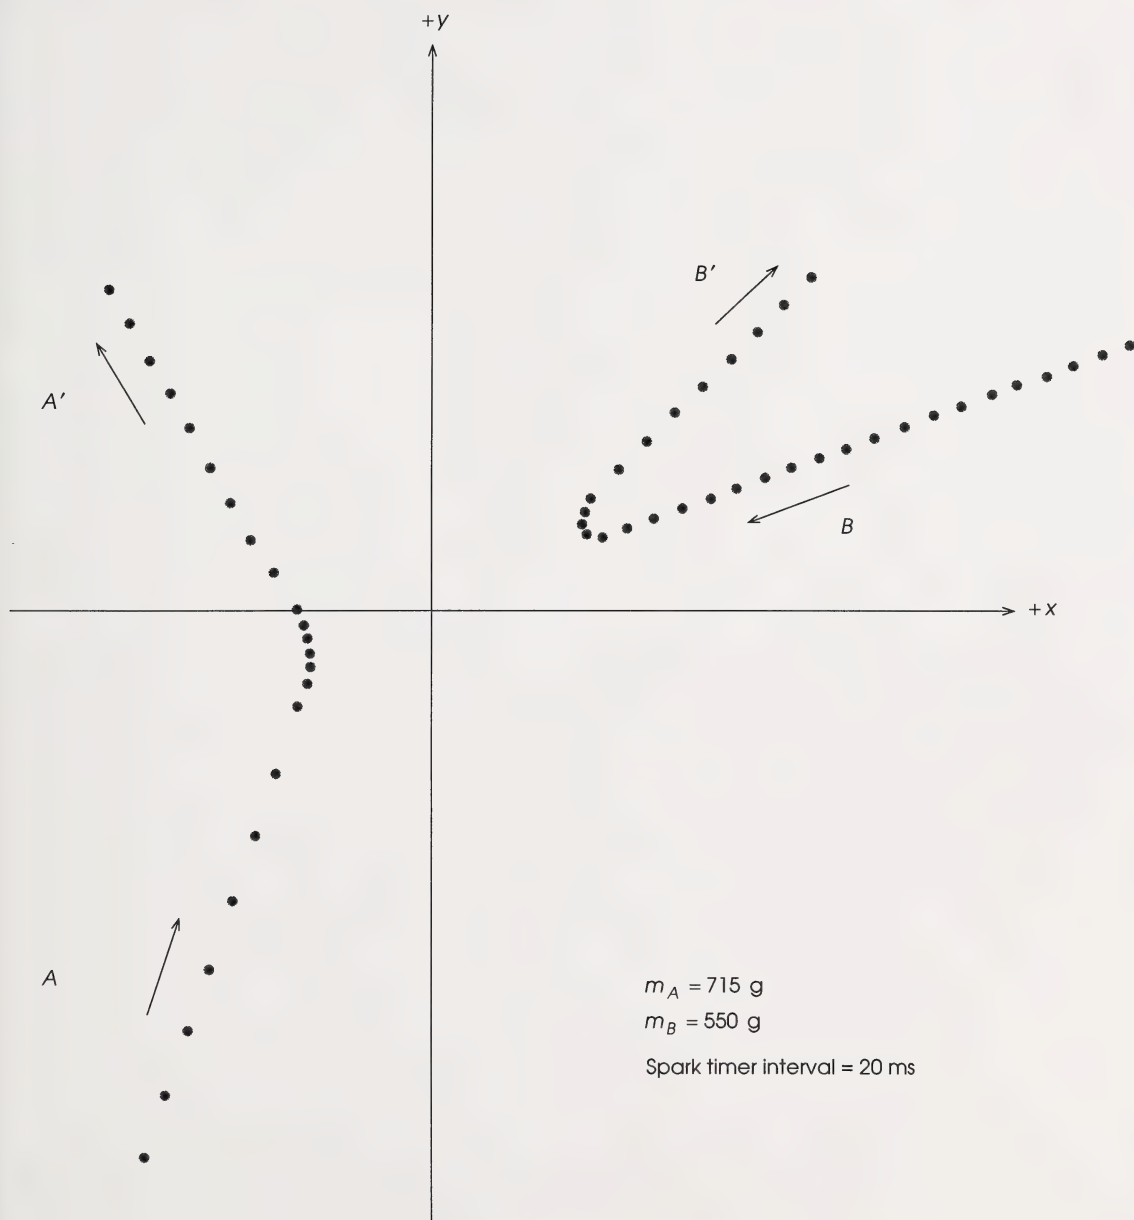 +y
B'
A'
B
+x
A
m_A = 715 g
m_B = 550 g
Spark timer interval = 20 ms